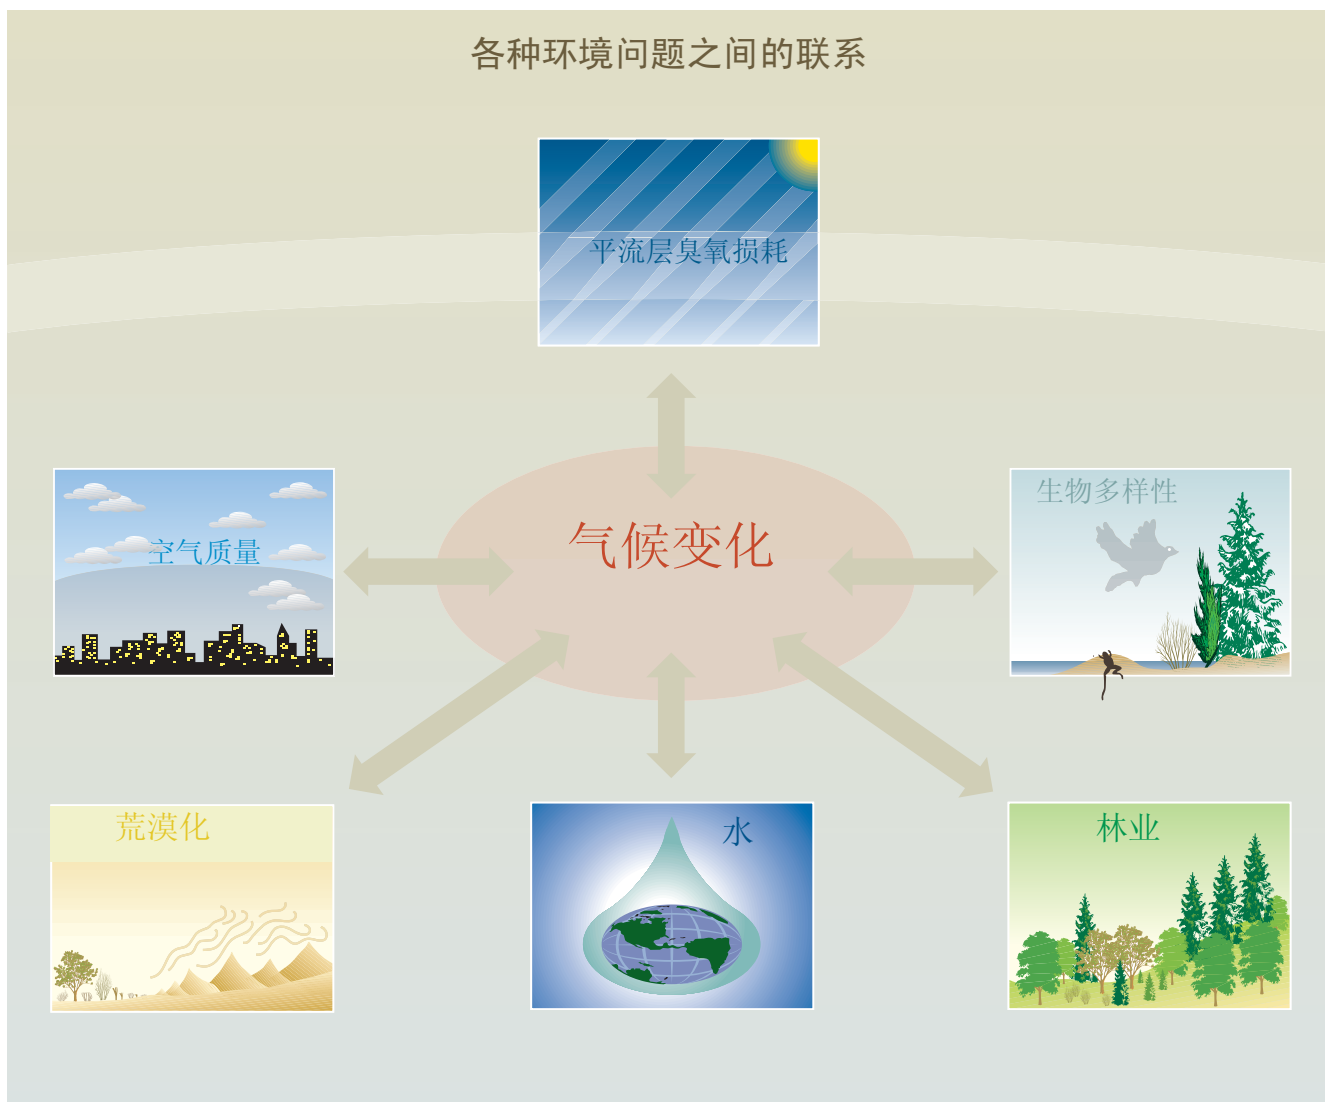 各种环境问题之间的联系
平流层臭氧损耗
生物多样性
空气质量
气候变化
荒漠化
水
林业